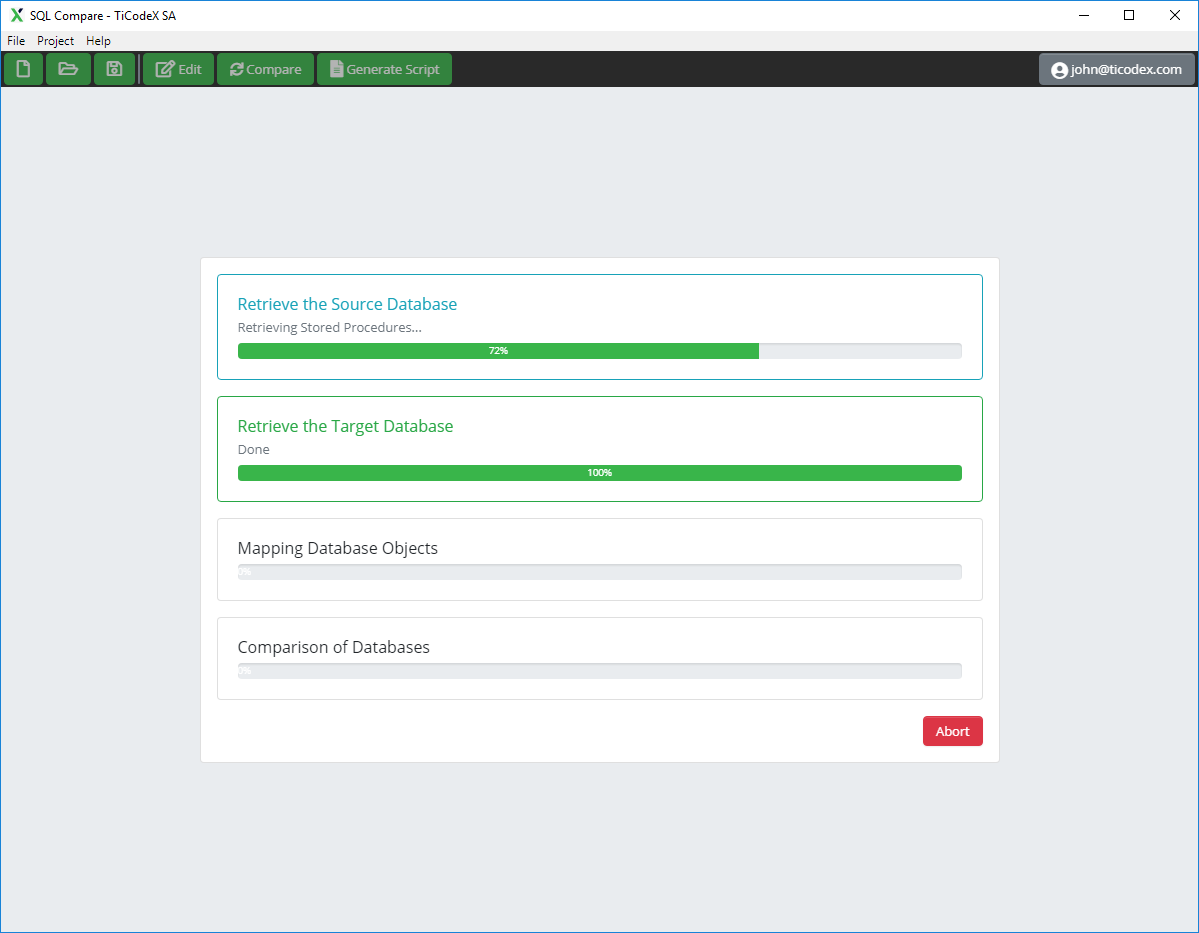 SQL Compare - TiCodeX SA
File Project Help
Edit Compare Generate Script john@ticodex.com
Retrieve the Source Database
Retrieving Stored Procedures...
72%
Retrieve the Target Database
Done
100%
Mapping Database Objects
0%
Comparison of Databases
0%
Abort